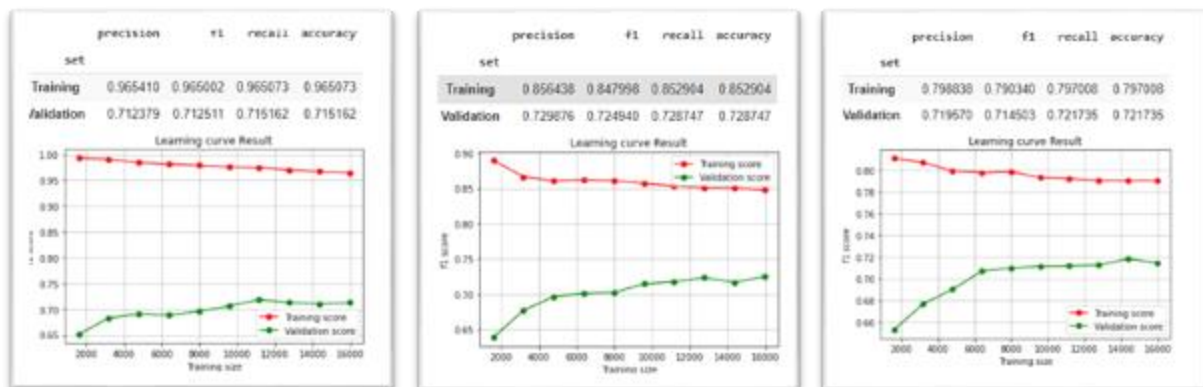 precision f1 recall accuracy
set
Training 0.965410 0.965002 0.965073 0.965073
Validation 0.712379 0.712511 0.715162 0.715162
Learning curve Result
1.00
0.95
0.90
0.85
0.80
0.75
0.70
0.65
Training score
Validation score
2000 4000 6000 8000 10000 12000 14000 16000
Training size
precision f1 recall accuracy
set
Training 0.856438 0.847998 0.852904 0.852904
Validation 0.729876 0.724940 0.728747 0.728747
Learning curve Result
f1 score
0.90
0.85
0.80
0.75
0.70
0.65
Training score
Validation score
2000 4000 6000 8000 10000 12000 14000 16000
Training size
precision f1 recall accuracy
set
Training 0.798838 0.790340 0.797008 0.797008
Validation 0.719570 0.714503 0.721735 0.721735
Learning curve Result
f1 score
0.80
0.78
0.76
0.74
0.72
0.70
0.68
0.66
Training score
Validation score
2000 4000 6000 8000 10000 12000 14000 16000
Training size